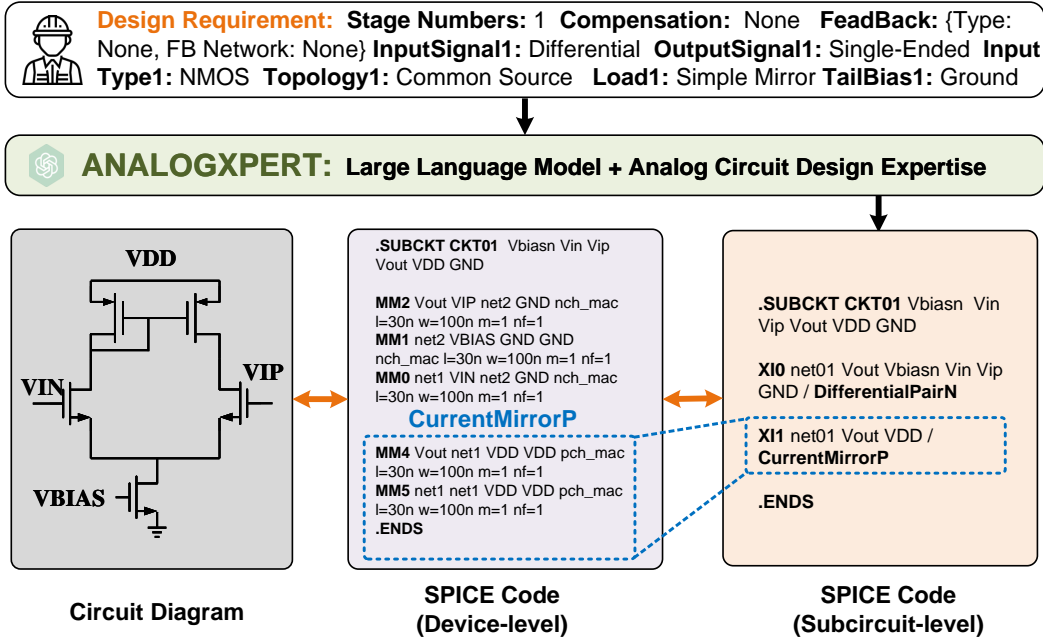 Design Requirement: Stage Numbers: 1 Compensation: None FeadBack: {Type:
None, FB Network: None} InputSignal1: Differential OutputSignal1: Single-Ended Input
Type1: NMOS Topology1: Common Source Load1: Simple Mirror TailBias1: Ground
ANALOGXPERT: Large Language Model + Analog Circuit Design Expertise
VDD
VIN
VIP
VBIAS
Circuit Diagram
.SUBCKT CKT01 Vbiasn Vin Vip
Vout VDD GND
MM2 Vout VIP net2 GND nch_mac
l=30n w=100n m=1 nf=1
MM1 net2 VBIAS GND GND
nch_mac l=30n w=100n m=1 nf=1
MM0 net1 VIN net2 GND nch_mac
l=30n w=100n m=1 nf=1
CurrentMirrorP
MM4 Vout net1 VDD VDD pch_mac
l=30n w=100n m=1 nf=1
MM5 net1 net1 VDD VDD pch_mac
l=30n w=100n m=1 nf=1
.ENDS
SPICE Code
(Device-level)
.SUBCKT CKT01 Vbiasn Vin
Vip Vout VDD GND
XI0 net01 Vout Vbiasn Vin Vip
GND / DifferentialPairN
XI1 net01 Vout VDD /
CurrentMirrorP
.ENDS
SPICE Code
(Subcircuit-level)